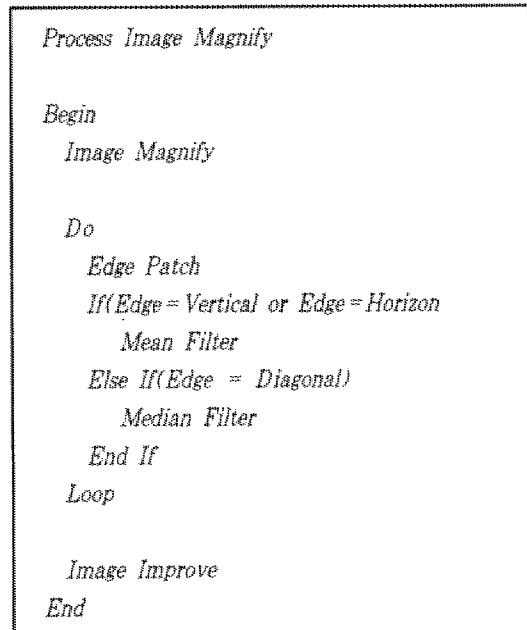 Process Image Magnify
Begin
Image Magnify
Do
Edge Patch
If(Edge=Vertical or Edge=Horizon
Mean Filter
Else If(Edge = Diagonal)
Median Filter
End If
Loop
Image Improve
End